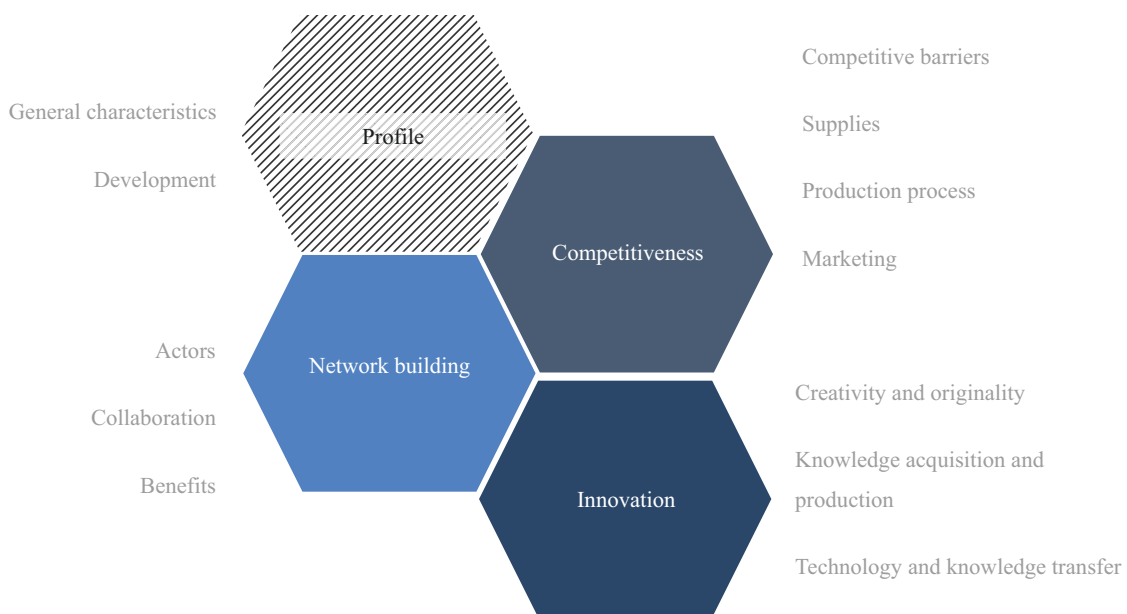 General characteristics
Development
Profile
Competitive barriers
Supplies
Production process
Marketing
Competitiveness
Actors
Collaboration
Benefits
Network building
Creativity and originality
Knowledge acquisition and
production
Technology and knowledge transfer
Innovation